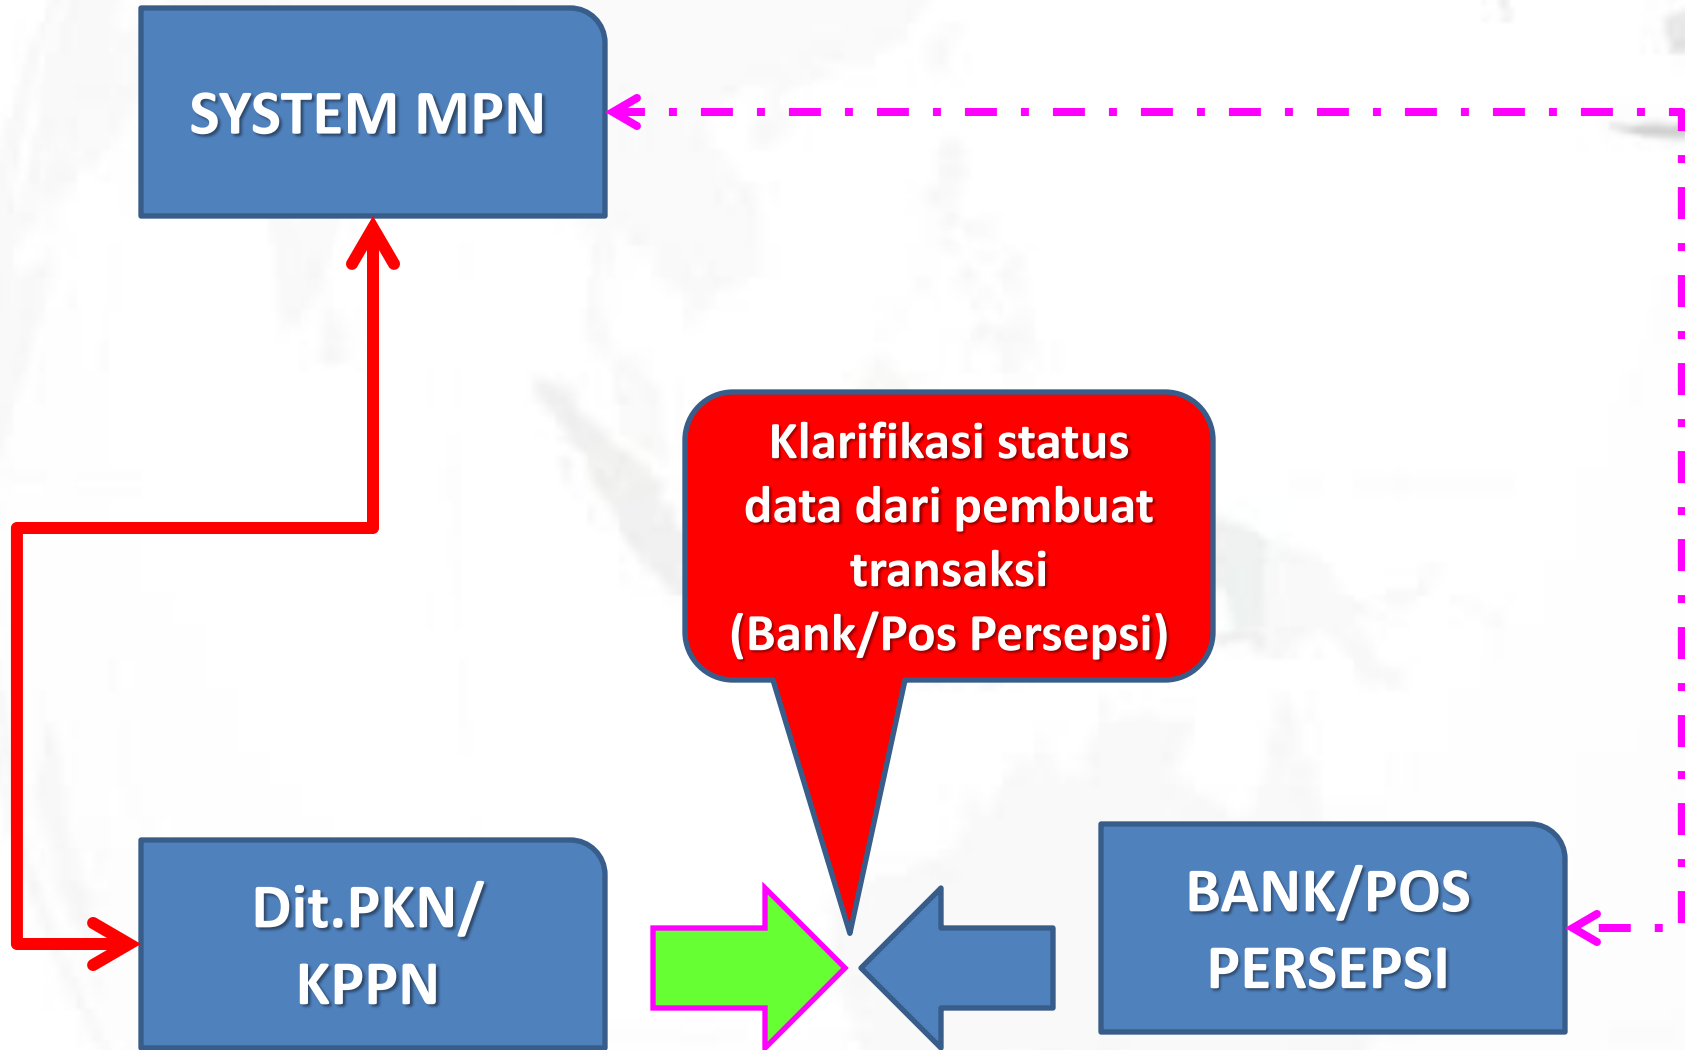 SYSTEM MPN
Klarifikasi status
data dari pembuat
transaksi
(Bank/Pos Persepsi)
Dit.PKN/
KPPN
BANK/POS
PERSEPSI